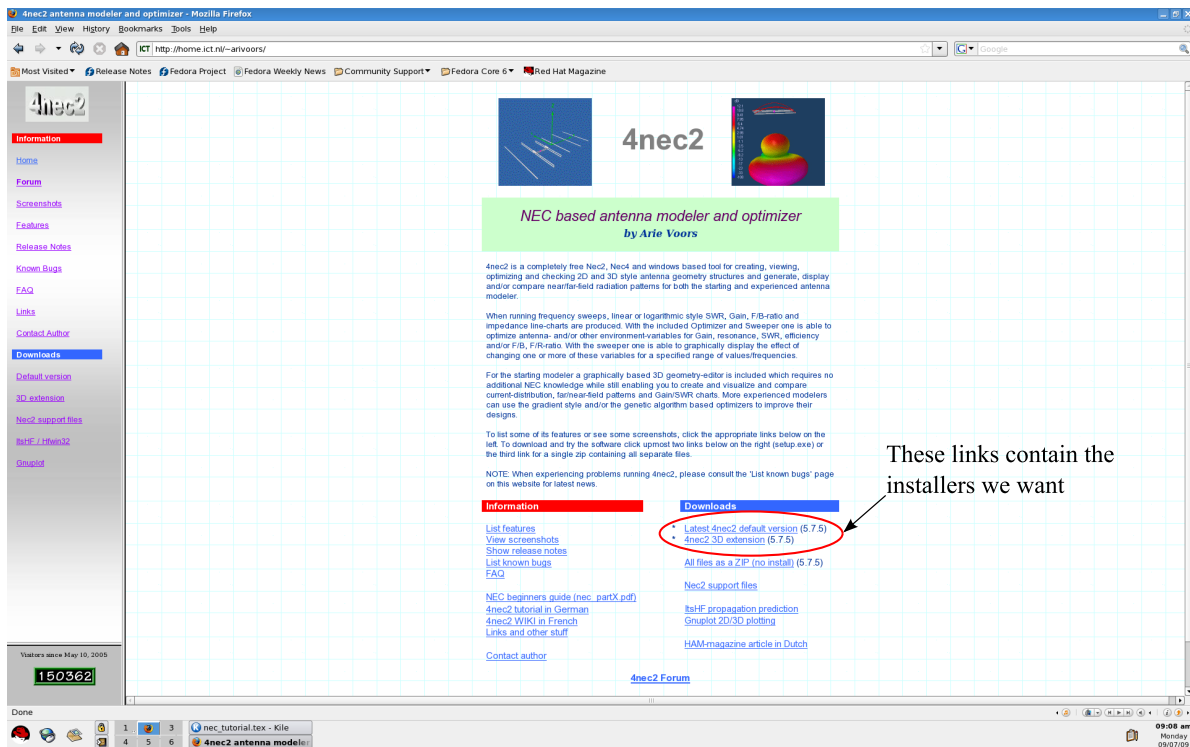 4nec2 antenna modeler and optimizer - Mozilla Firefox
File Edit View History Bookmarks Tools Help
ICT http://home.ict.nl/~arivoors/
Google
Most Visited Release Notes Fedora Project Fedora Weekly News Community Support Fedora Core 6 Red Hat Magazine
4nec2
Information
Home
Forum
Screenshots
Features
Release Notes
Known Bugs
FAQ
Links
Contact Author
Downloads
Default version
3D extension
Nec2 support files
ItsHF / Hfwin32
Gnuplot
Visitors since May 10, 2005
150362
4nec2
NEC based antenna modeler and optimizer
by Arie Voors
4nec2 is a completely free Nec2, Nec4 and windows based tool for creating, viewing,
optimizing and checking 2D and 3D style antenna geometry structures and generate, display
and/or compare near/far-field radiation patterns for both the starting and experienced antenna
modeler.
When running frequency sweeps, linear or logarithmic style SWR, Gain, F/B-ratio and
impedance line-charts are produced. With the included Optimizer and Sweeper one is able to
optimize antenna- and/or other environment-variables for Gain, resonance, SWR, efficiency
and/or F/B, F/R-ratio. With the sweeper one is able to graphically display the effect of
changing one or more of these variables for a specified range of values/frequencies.
For the starting modeler a graphically based 3D geometry-editor is included which requires no
additional NEC knowledge while still enabling you to create and visualize and compare
current-distribution, far/near-field patterns and Gain/SWR charts. More experienced modelers
can use the gradient style and/or the genetic algorithm based optimizers to improve their
designs.
To list some of its features or see some screenshots, click the appropriate links below on the
left. To download and try the software click upmost two links below on the right (setup.exe) or
the third link for a single zip containing all separate files.
NOTE: When experiencing problems running 4nec2, please consult the 'List known bugs' page
on this website for latest news.
Information
List features
View screenshots
Show release notes
List known bugs
FAQ
NEC beginners guide (nec_partX.pdf)
4nec2 tutorial in German
4nec2 WIKI in French
Links and other stuff
Contact author
Downloads
* Latest 4nec2 default version (5.7.5)
* 4nec2 3D extension (5.7.5)
All files as a ZIP (no install) (5.7.5)
Nec2 support files
ItsHF propagation prediction
Gnuplot 2D/3D plotting
HAM-magazine article in Dutch
4nec2 Forum
These links contain the
installers we want
Done
1 3
4 5 6
nec_tutorial.tex - Kile
4nec2 antenna modeler
09:08 am
Monday
09/07/09